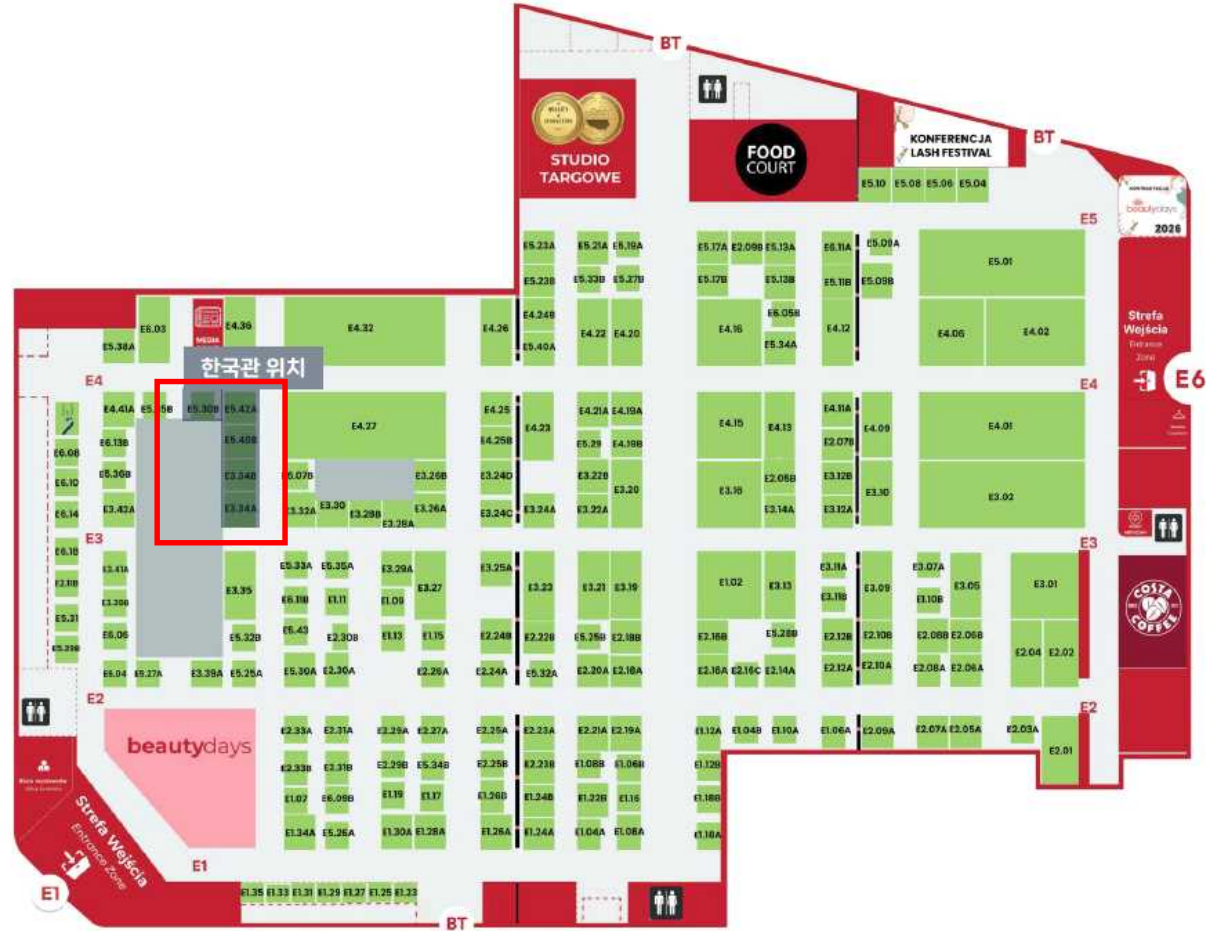 BT
STUDIO
TARGOWE
FOOD
COURT
KONFERENCJA
LASH FESTIVAL
BT
E5.10 E5.08 E5.06 E5.04
beautydays
2026
E5
E5.23A E5.21A E5.19A E5.17A E2.09B E5.13A E6.11A E5.09A
E5.01
E5.23B E5.33B E5.27B E5.17B E5.13B E5.11B E5.09B
E6.03 MEDIA E4.36 E4.32 E4.26 E4.24B E4.22 E4.20 E4.16 E6.05B E4.12 E4.06 E4.02
E5.38A E5.40A E5.34A
Strefa
Wejścia
Entrance
Zone
E6
한국관 위치
E4 E4
E4.41A E5.30B E5.42A E4.27 E4.25 E4.23 E4.21A E4.19A E4.15 E4.13 E4.11A E4.09 E4.01
E6.13B E5.40B E4.25B E5.29 E4.19B E2.07B
E6.08
E5.36B E3.34B E5.07B E3.26B E3.24D E3.22B E3.20 E3.18 E2.05B E3.12B E3.10 E3.02
E6.10
E6.14 E3.42A E3.34A E3.32A E3.30 E3.28B E3.28A E3.26A E3.24C E3.24A E3.22A E3.14A E3.12A
E3 E3
E6.18 E3.41A E3.35 E5.33A E5.35A E3.29A E3.27 E3.25A E3.23 E3.21 E3.19 E1.02 E3.13 E3.11A E3.09 E3.07A E3.05 E3.01
E2.11B E3.39B E6.11B E1.11 E1.09 E3.11B E1.10B
COSTA
COFFEE
E5.31 E6.06 E5.32B E5.43 E2.30B E1.13 E1.15 E2.24B E2.22B E5.25B E2.18B E2.16B E5.28B E2.12B E2.10B E2.08B E2.06B E2.04 E2.02
E5.29B
E6.04 E5.27A E3.39A E5.25A E5.30A E2.30A E2.26A E2.24A E5.32A E2.20A E2.18A E2.16A E2.16C E2.14A E2.12A E2.10A E2.08A E2.06A
E2 E2
beautydays
E2.33A E2.31A E2.29A E2.27A E2.25A E2.23A E2.21A E2.19A E1.12A E1.04B E1.10A E1.06A E2.09A E2.07A E2.05A E2.03A E2.01
E2.33B E2.31B E2.29B E5.34B E2.25B E2.23B E1.08B E1.06B E1.12B
E1.07 E6.09B E1.19 E1.17 E1.26B E1.24B E1.22B E1.16 E1.18B
E1.34A E5.26A E1.30A E1.28A E1.26A E1.24A E1.04A E1.08A E1.18A
Strefa Wejścia
Entrance Zone
E1
E1
E1.35 E1.33 E1.31 E1.29 E1.27 E1.25 E1.23
BT